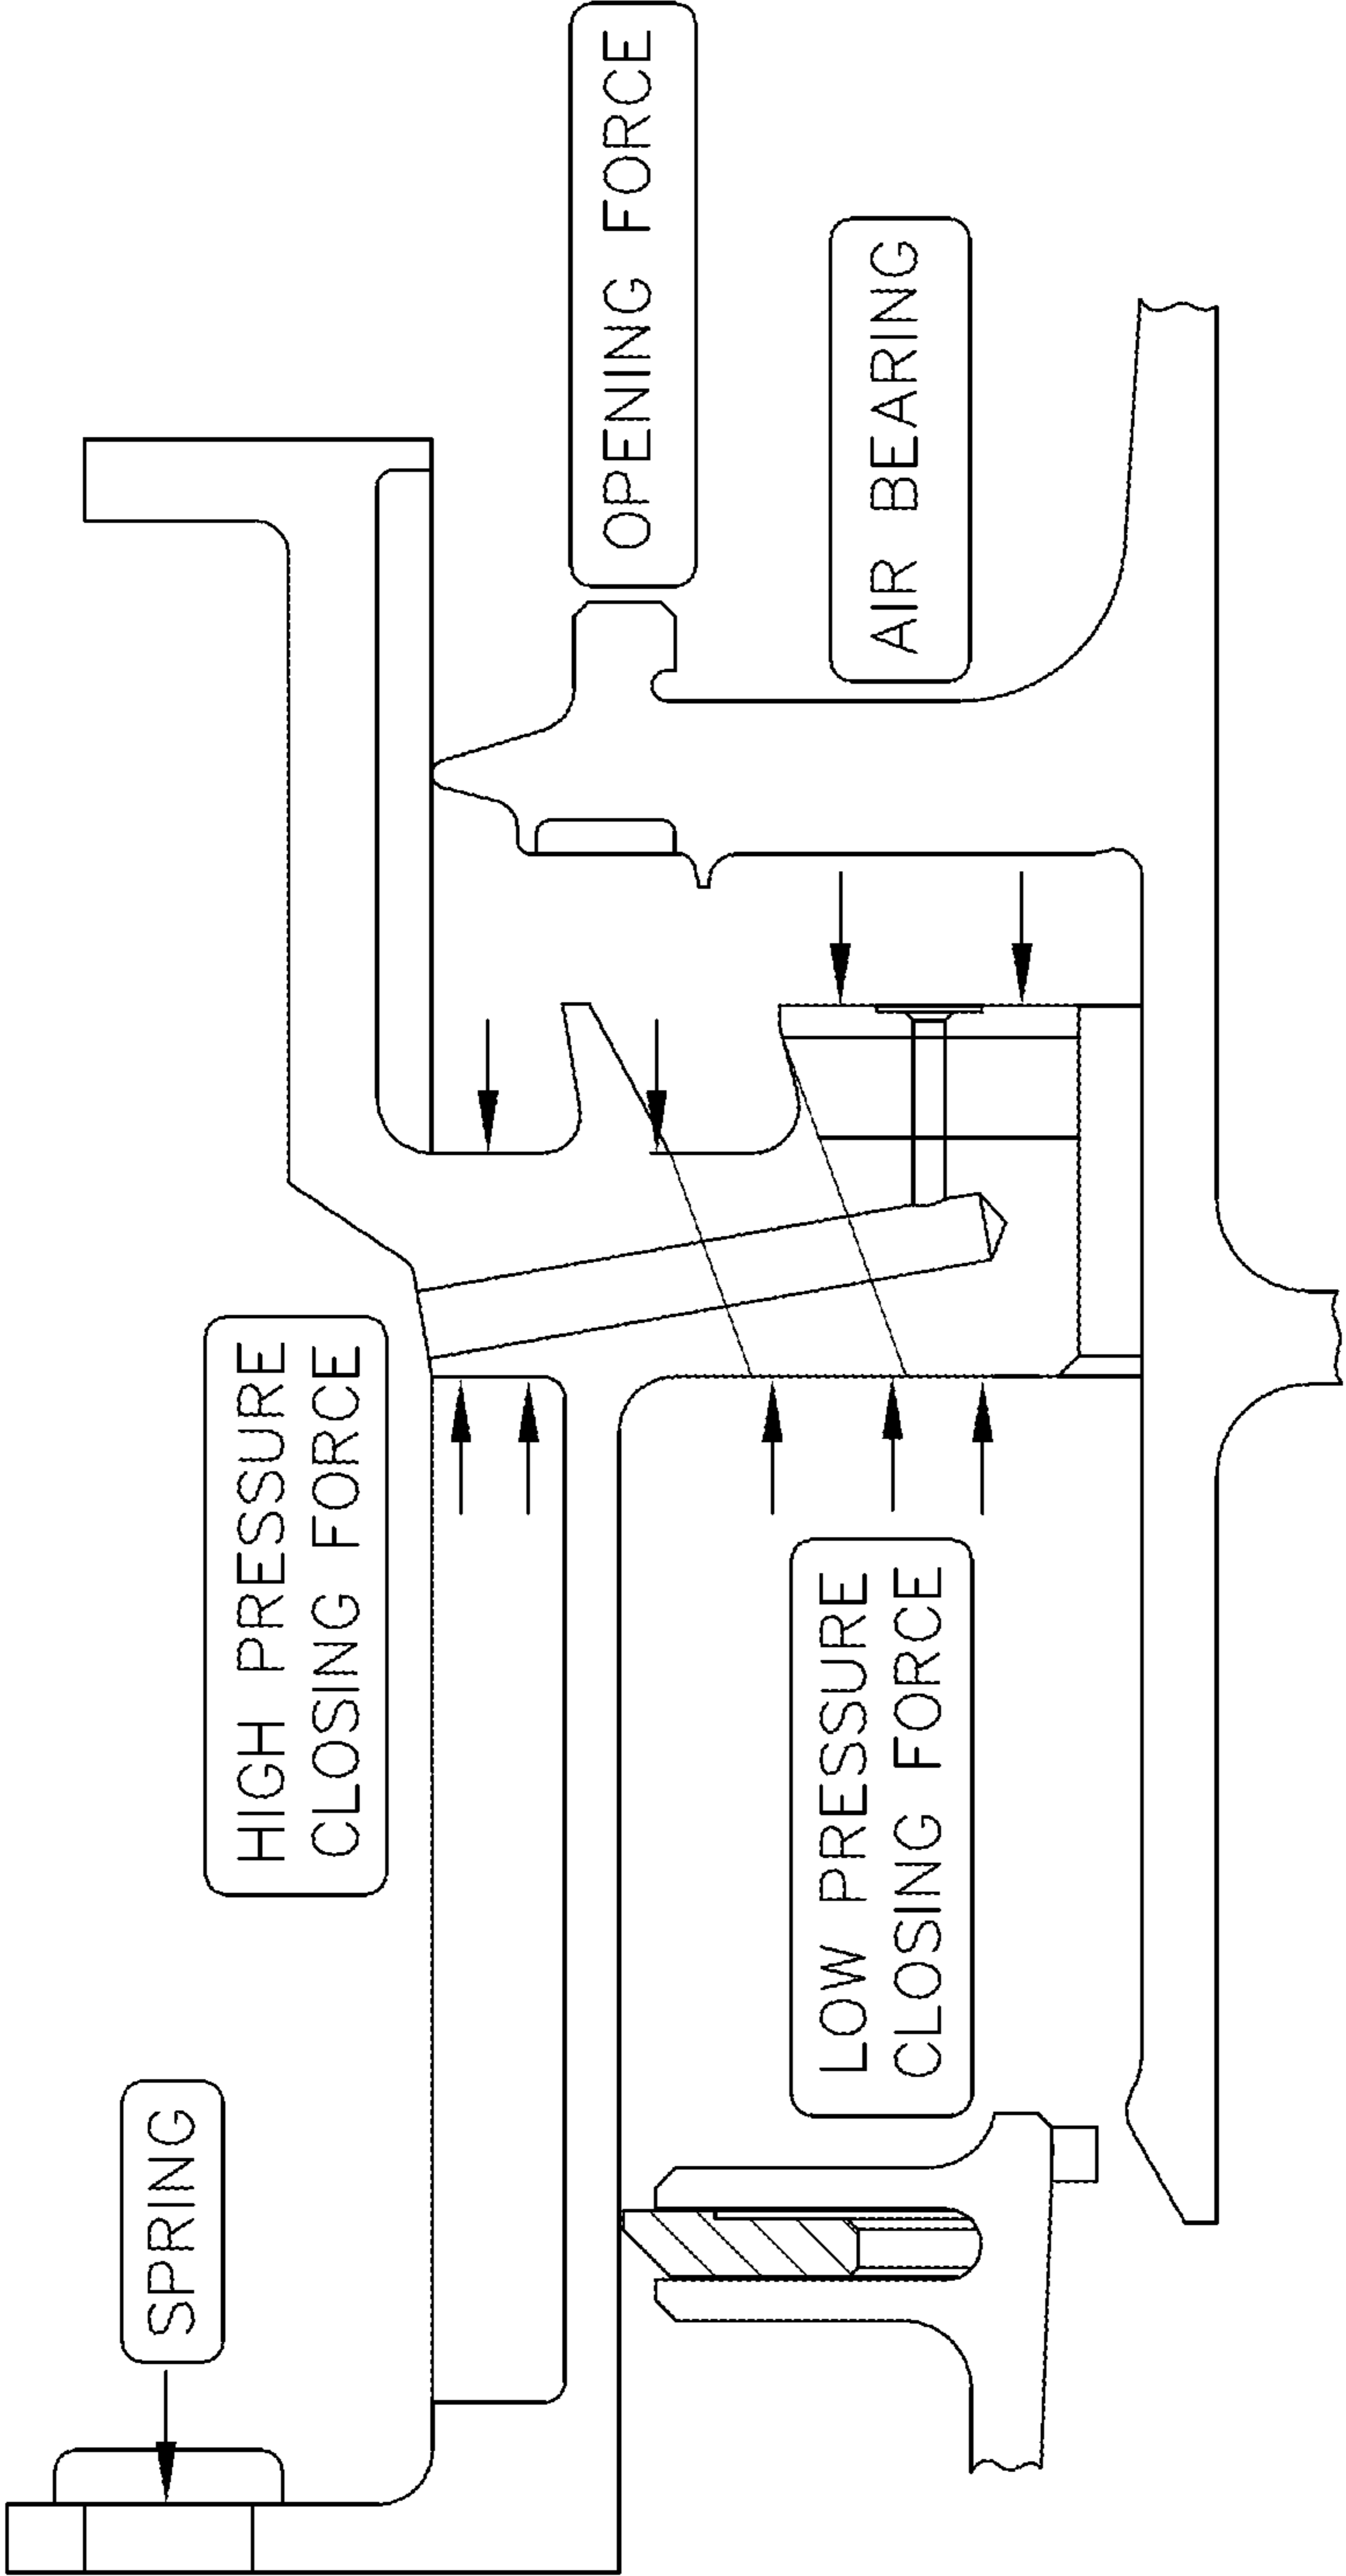 SPRING
HIGH PRESSURE
CLOSING FORCE
LOW PRESSURE
CLOSING FORCE
OPENING FORCE
AIR BEARING